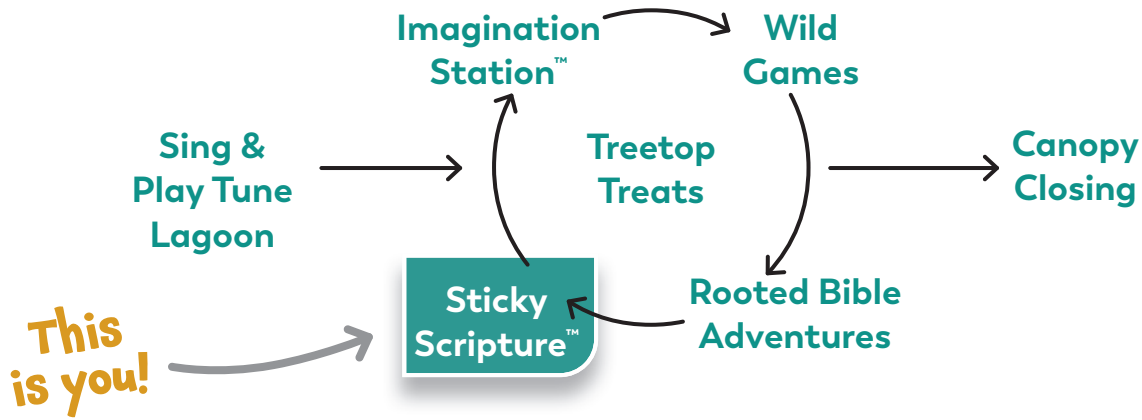 Imagination
Station™
Wild
Games
Sing &
Play Tune
Lagoon
Treetop
Treats
Canopy
Closing
Sticky
Scripture™
Rooted Bible
Adventures
This
is you!